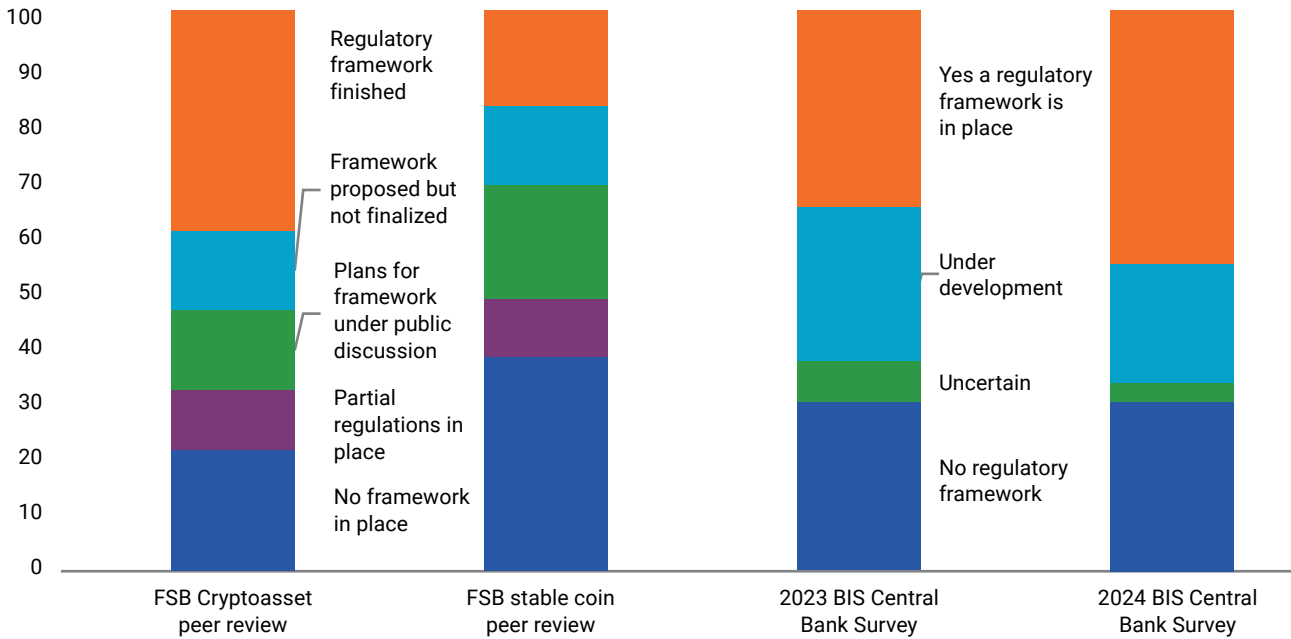 100
90
80
70
60
50
40
30
20
10
0
Regulatory
framework
finished
Framework
proposed but
not finalized
Plans for
framework
under public
discussion
Partial
regulations in
place
No framework
in place
Yes a regulatory
framework is
in place
Under
development
Uncertain
No regulatory
framework
FSB Cryptoasset
peer review
FSB stable coin
peer review
2023 BIS Central
Bank Survey
2024 BIS Central
Bank Survey